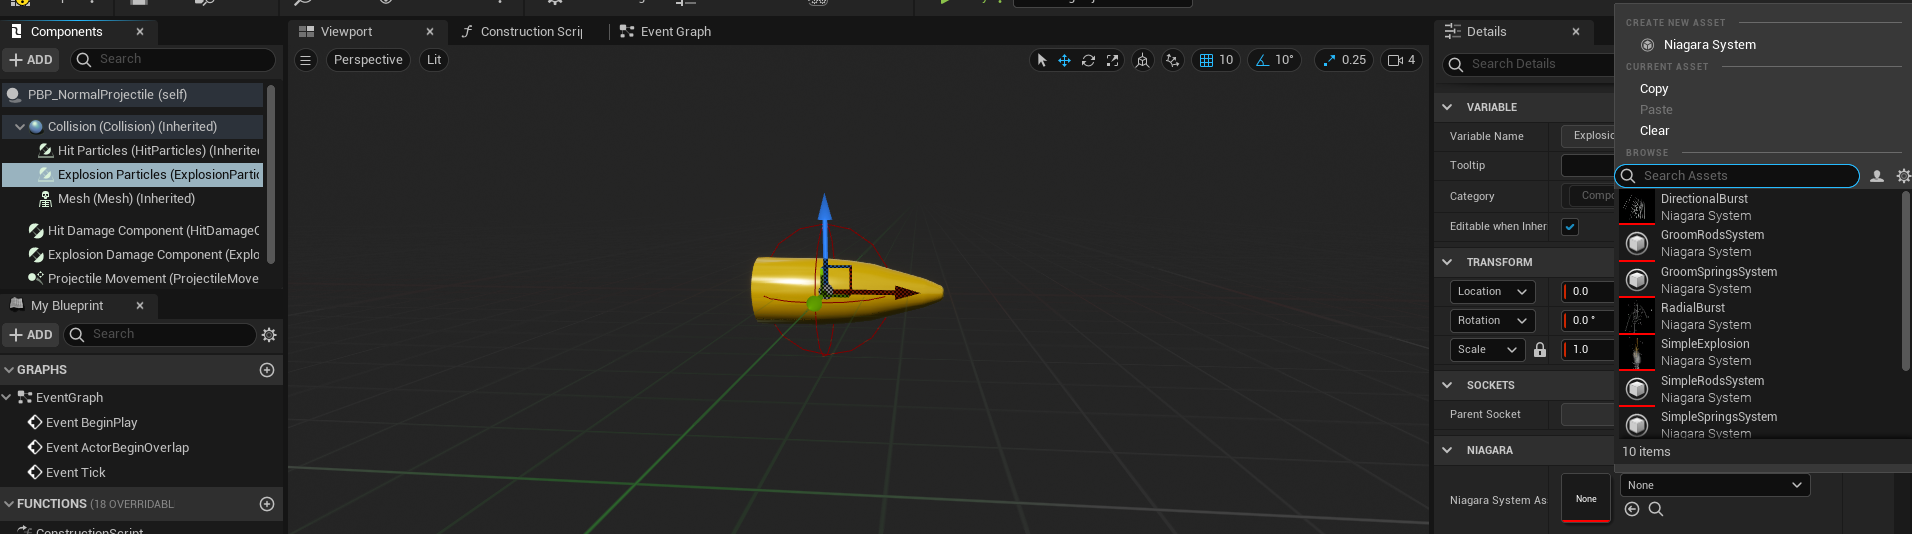 Components
ADD
Search
PBP_NormalProjectile (self)
Collision (Collision) (Inherited)
Hit Particles (HitParticles) (Inherite
Explosion Particles (ExplosionPartic
Mesh (Mesh) (Inherited)
Hit Damage Component (HitDamageC
Explosion Damage Component (Explo
Projectile Movement (ProjectileMove
My Blueprint
ADD
Search
GRAPHS
EventGraph
Event BeginPlay
Event ActorBeginOverlap
Event Tick
FUNCTIONS (18 OVERRIDABL
ConstructionScript
Viewport
Construction Scrip
Event Graph
Perspective
Lit
10
10°
0.25
4
Details
Search Details
VARIABLE
Variable Name
Explosio
Tooltip
Category
Compo
Editable when Inher
TRANSFORM
Location
0.0
Rotation
0.0 °
Scale
1.0
SOCKETS
Parent Socket
NIAGARA
Niagara System As
None
None
CREATE NEW ASSET
Niagara System
CURRENT ASSET
Copy
Paste
Clear
BROWSE
Search Assets
DirectionalBurst
Niagara System
GroomRodsSystem
Niagara System
GroomSpringsSystem
Niagara System
RadialBurst
Niagara System
SimpleExplosion
Niagara System
SimpleRodsSystem
Niagara System
SimpleSpringsSystem
Niagara System
10 items